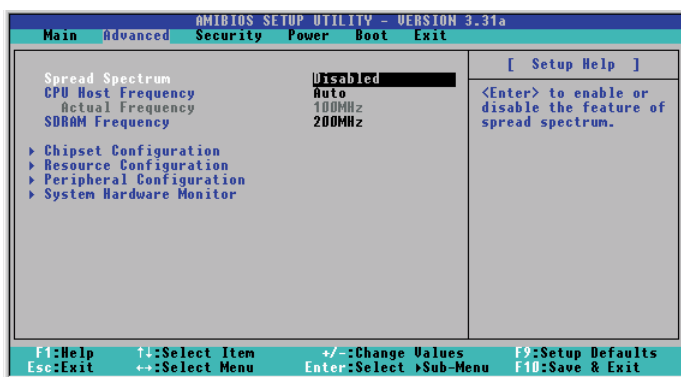 AMIBIOS SETUP UTILITY – VERSION 3.31a
Main Advanced Security Power Boot Exit
[ Setup Help ]
Spread Spectrum Disabled
CPU Host Frequency Auto
Actual Frequency 100MHz
SDRAM Frequency 200MHz
<Enter> to enable or
disable the feature of
spread spectrum.
▸ Chipset Configuration
▸ Resource Configuration
▸ Peripheral Configuration
▸ System Hardware Monitor
F1:Help ↑↓:Select Item +/-:Change Values F9:Setup Defaults
Esc:Exit ←→:Select Menu Enter:Select ▸Sub-Menu F10:Save & Exit